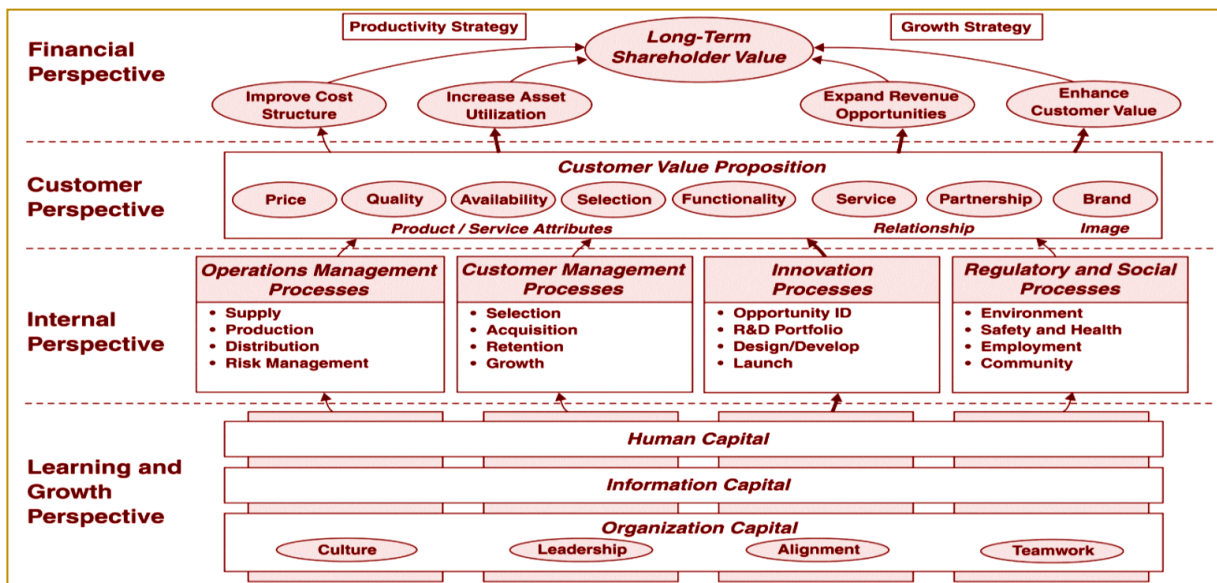 Productivity Strategy
Growth Strategy
Financial
Perspective
Long-Term
Shareholder Value
Improve Cost
Structure
Increase Asset
Utilization
Expand Revenue
Opportunities
Enhance
Customer Value
Customer
Perspective
Customer Value Proposition
Price
Quality
Availability
Selection
Functionality
Service
Partnership
Brand
Product / Service Attributes
Relationship
Image
Internal
Perspective
Operations Management
Processes
• Supply
• Production
• Distribution
• Risk Management
Customer Management
Processes
• Selection
• Acquisition
• Retention
• Growth
Innovation
Processes
• Opportunity ID
• R&D Portfolio
• Design/Develop
• Launch
Regulatory and Social
Processes
• Environment
• Safety and Health
• Employment
• Community
Learning and
Growth
Perspective
Human Capital
Information Capital
Organization Capital
Culture
Leadership
Alignment
Teamwork